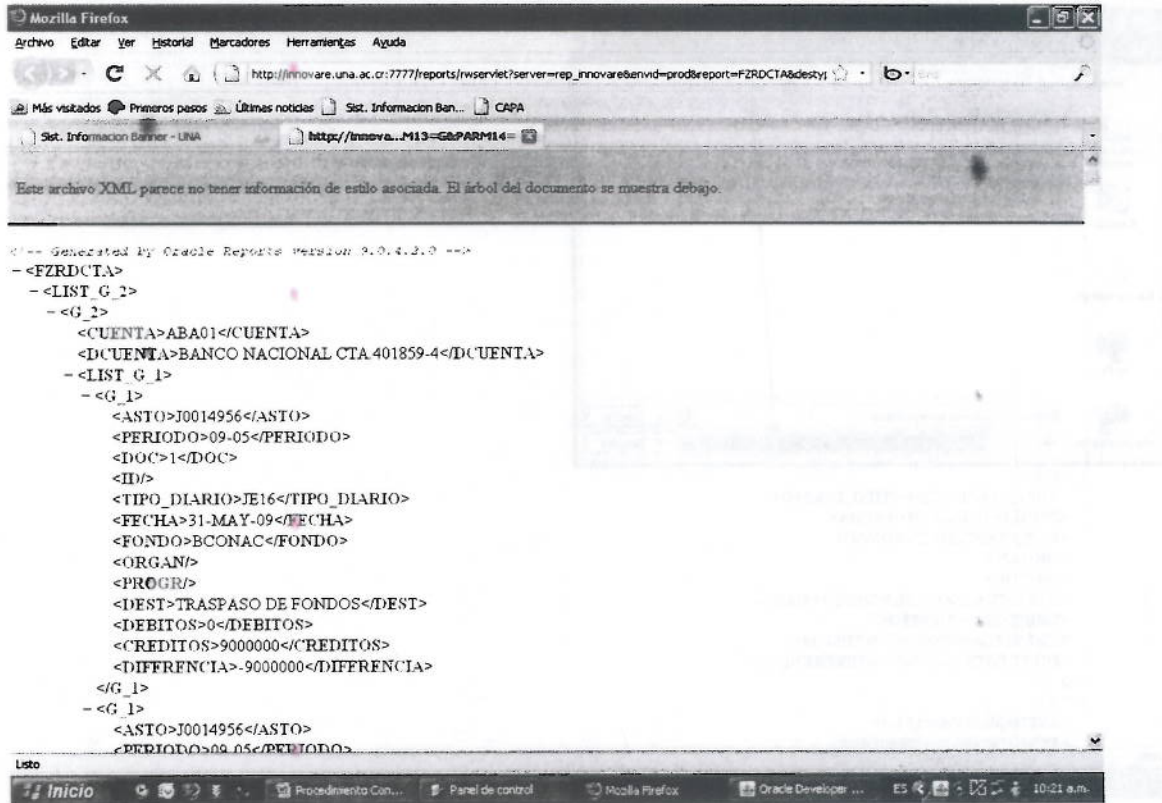 Mozilla Firefox
Archivo Editar Ver Historial Marcadores Herramientas Ayuda
http://innovare.una.ac.cr:7777/reports/rwservlet?server=rep_innovare&envid=prod&report=FZRDCTA&destyp
Más visitados Primeros pasos Últimas noticias Sist. Informacion Ban... CAPA
Sist. Informacion Banner - UNA http://innova...M13=G&PARM14=
Este archivo XML parece no tener información de estilo asociada. El árbol del documento se muestra debajo.
<!-- Generated by Oracle Reports version 9.0.4.2.0 -->
- <FZRDCTA>
- <LIST_G_2>
- <G_2>
<CUENTA>ABA01</CUENTA>
<DCUENTA>BANCO NACIONAL CTA 401859-4</DCUENTA>
- <LIST_G_1>
- <G_1>
<ASTO>J0014956</ASTO>
<PERIODO>09-05</PERIODO>
<DOC>1</DOC>
<ID/>
<TIPO_DIARIO>JE16</TIPO_DIARIO>
<FECHA>31-MAY-09</FECHA>
<FONDO>BCONAC</FONDO>
<ORGAN/>
<PROGR/>
<DEST>TRASPASO DE FONDOS</DEST>
<DEBITOS>0</DEBITOS>
<CREDITOS>9000000</CREDITOS>
<DIFFRENCIA>-9000000</DIFFRENCIA>
</G_1>
- <G_1>
<ASTO>J0014956</ASTO>
<PERIODO>09-05</PERIODO>
Listo
Inicio Procedimiento Con... Panel de control Mozilla Firefox Oracle Developer ... ES 10:21 a.m.